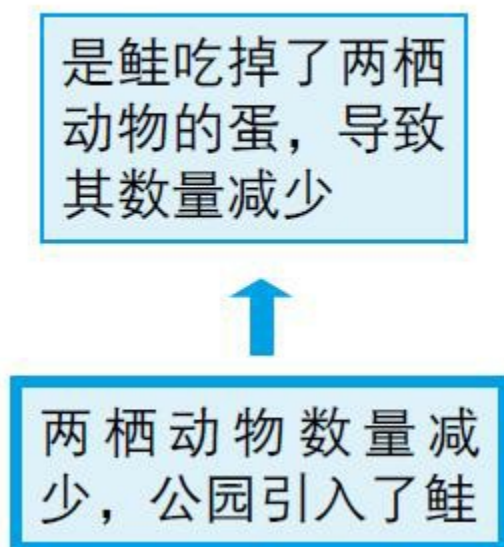 是鲑吃掉了两栖
动物的蛋，导致
其数量减少
两栖动物数量减
少，公园引入了鲑